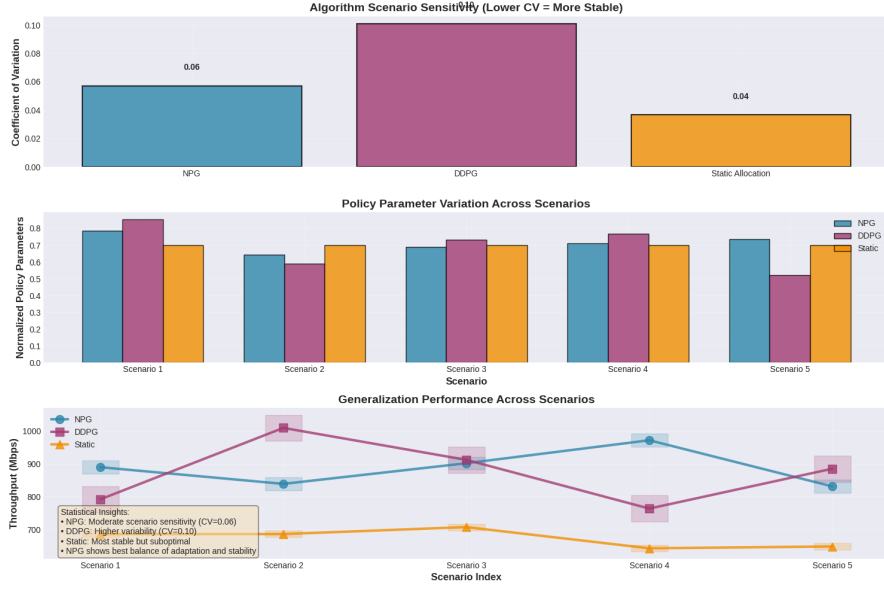 Algorithm Scenario Sensitivity (Lower CV = More Stable)
0.10
0.10
0.08
0.06
0.04
0.02
0.00
Coefficient of Variation
0.06
0.04
NPG
DDPG
Static Allocation
Policy Parameter Variation Across Scenarios
0.8
0.7
0.6
0.5
0.4
0.3
0.2
0.1
0.0
Normalized Policy Parameters
NPG
DDPG
Static
Scenario 1
Scenario 2
Scenario 3
Scenario 4
Scenario 5
Scenario
Generalization Performance Across Scenarios
NPG
DDPG
Static
1000
900
800
700
Throughput (Mbps)
Statistical Insights:
• NPG: Moderate scenario sensitivity (CV=0.06)
• DDPG: Higher variability (CV=0.10)
• Static: Most stable but suboptimal
• NPG shows best balance of adaptation and stability
Scenario 1
Scenario 2
Scenario 3
Scenario 4
Scenario 5
Scenario Index